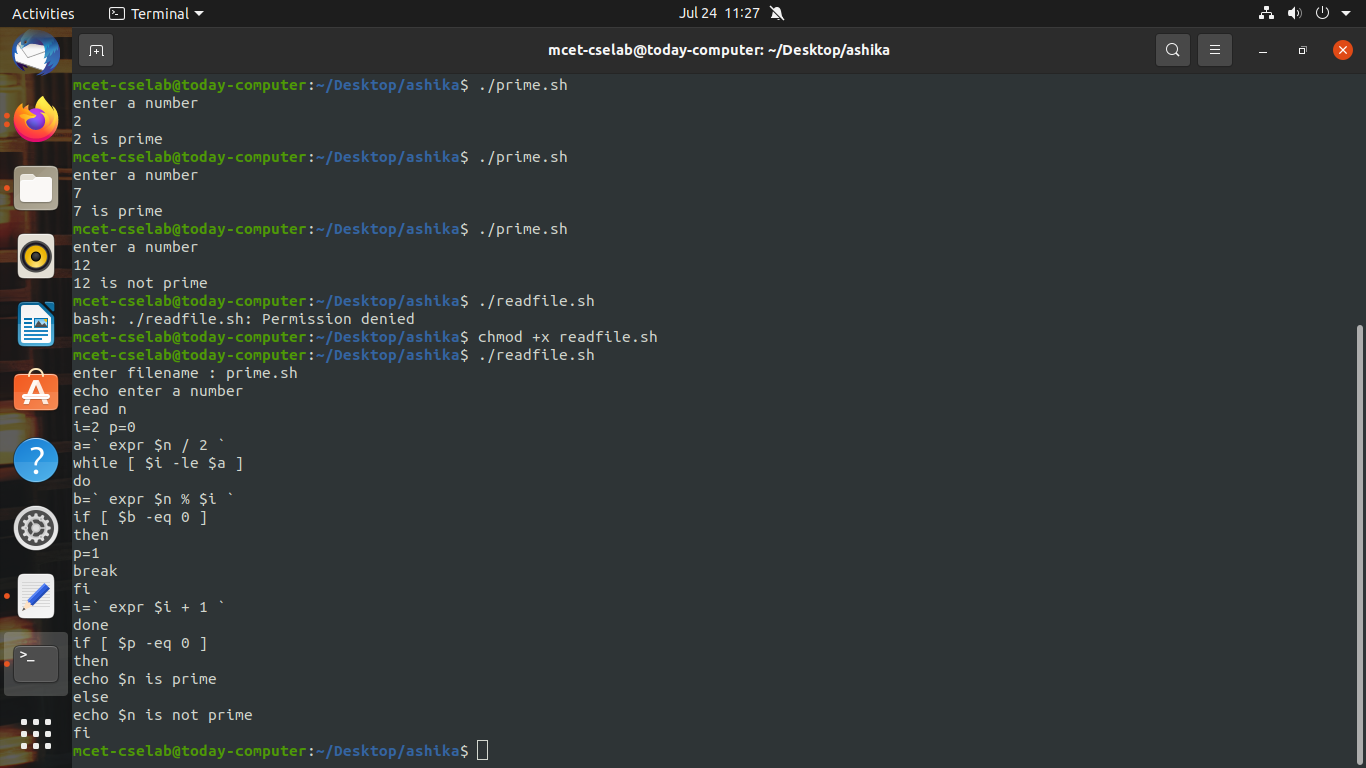 Activities Terminal Jul 24 11:27
mcet-cselab@today-computer: ~/Desktop/ashika
mcet-cselab@today-computer:~/Desktop/ashika$ ./prime.sh
enter a number
2
2 is prime
mcet-cselab@today-computer:~/Desktop/ashika$ ./prime.sh
enter a number
7
7 is prime
mcet-cselab@today-computer:~/Desktop/ashika$ ./prime.sh
enter a number
12
12 is not prime
mcet-cselab@today-computer:~/Desktop/ashika$ ./readfile.sh
bash: ./readfile.sh: Permission denied
mcet-cselab@today-computer:~/Desktop/ashika$ chmod +x readfile.sh
mcet-cselab@today-computer:~/Desktop/ashika$ ./readfile.sh
enter filename : prime.sh
echo enter a number
read n
i=2 p=0
a=` expr $n / 2 `
while [ $i -le $a ]
do
b=` expr $n % $i `
if [ $b -eq 0 ]
then
p=1
break
fi
i=` expr $i + 1 `
done
if [ $p -eq 0 ]
then
echo $n is prime
else
echo $n is not prime
fi
mcet-cselab@today-computer:~/Desktop/ashika$